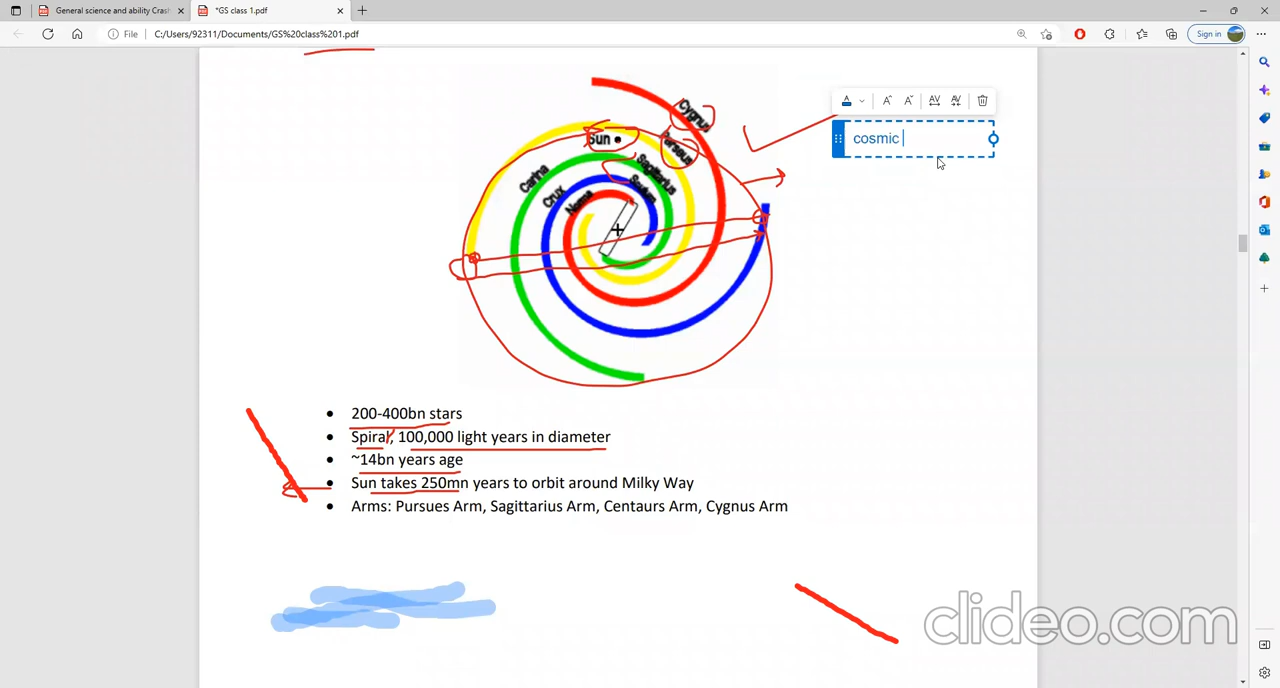 General science and ability Crash
*GS class 1.pdf
File
C:/Users/92311/Documents/GS%20class%201.pdf
Sign in
cosmic
Cygnus
Perseus
Sun
Sagittarius
Scutum
Carina
Crux
Norma
200-400bn stars
Spiral, 100,000 light years in diameter
~14bn years age
Sun takes 250mn years to orbit around Milky Way
Arms: Pursues Arm, Sagittarius Arm, Centaurs Arm, Cygnus Arm
clideo.com